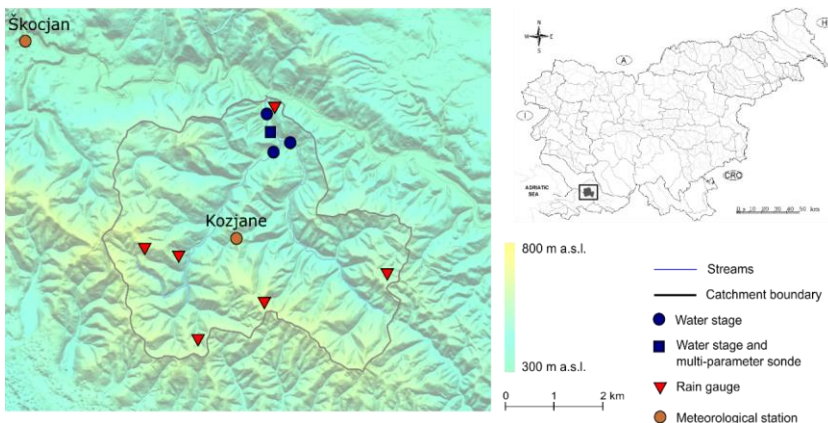 Škocjan
Kozjane
N
W E
S
A
H
I
CRO
ADRIATIC
SEA
0 10 20 30 40 50 km
800 m a.s.l.
300 m a.s.l.
0 1 2 km
Streams
Catchment boundary
Water stage
Water stage and
multi-parameter sonde
Rain gauge
Meteorological station